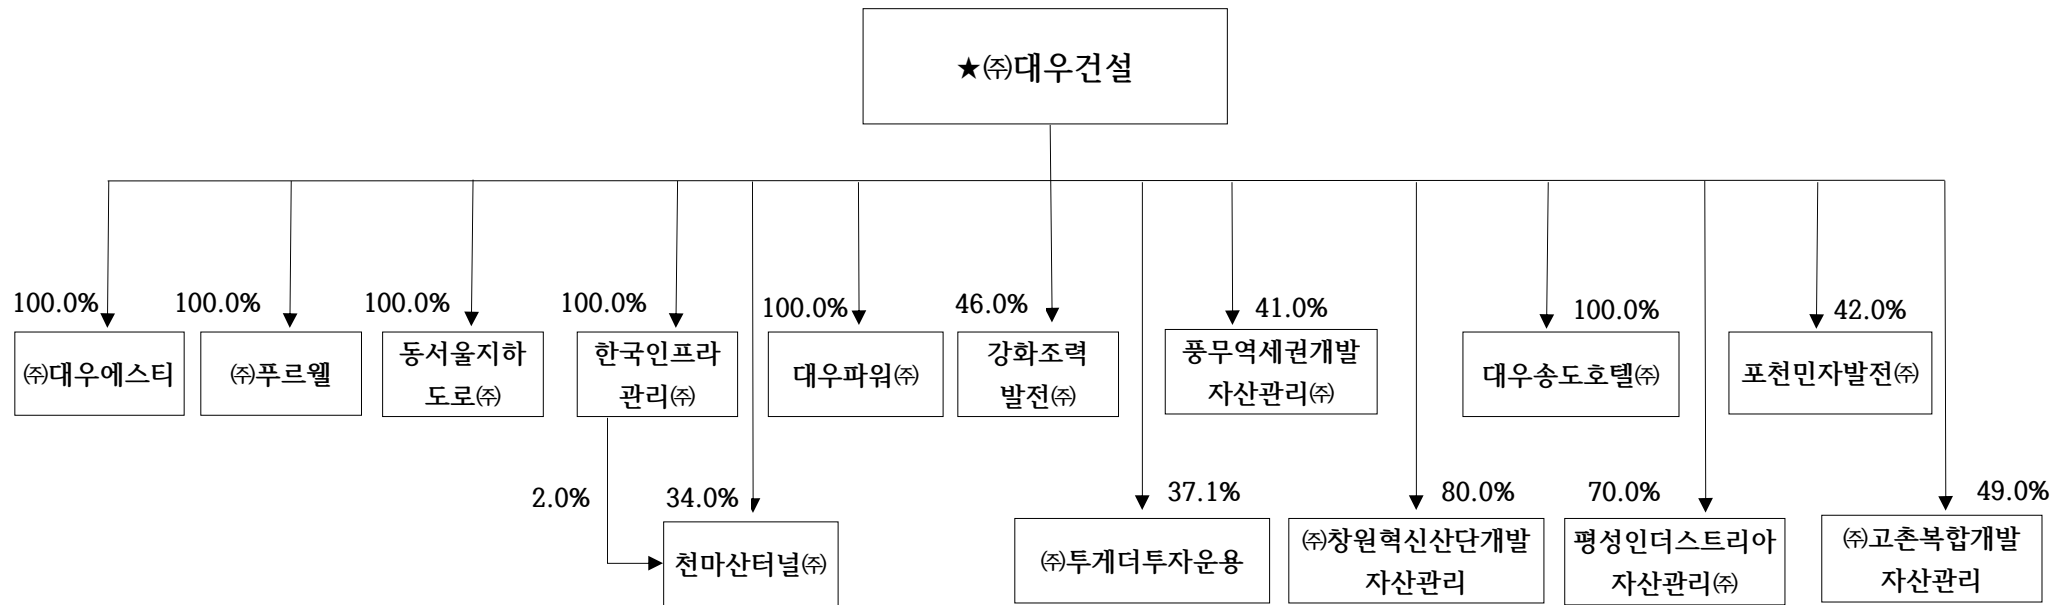 ★㈜대우건설
100.0%
100.0%
100.0%
100.0%
100.0%
46.0%
41.0%
100.0%
42.0%
㈜대우에스티
㈜푸르웰
동서울지하
도로㈜
한국인프라
관리㈜
대우파워㈜
강화조력
발전㈜
풍무역세권개발
자산관리㈜
대우송도호텔㈜
포천민자발전㈜
2.0%
34.0%
37.1%
80.0%
70.0%
49.0%
천마산터널㈜
㈜투게더투자운용
㈜창원혁신산단개발
자산관리
평성인더스트리아
자산관리㈜
㈜고촌복합개발
자산관리